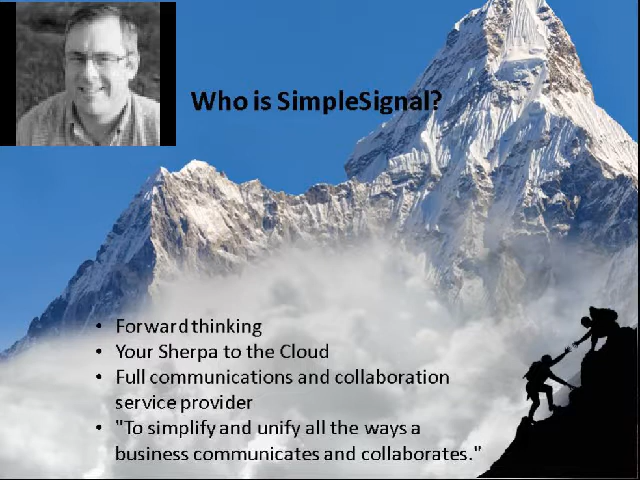 Who is SimpleSignal?
• Forward thinking
• Your Sherpa to the Cloud
• Full communications and collaboration
service provider
• "To simplify and unify all the ways a
business communicates and collaborates."